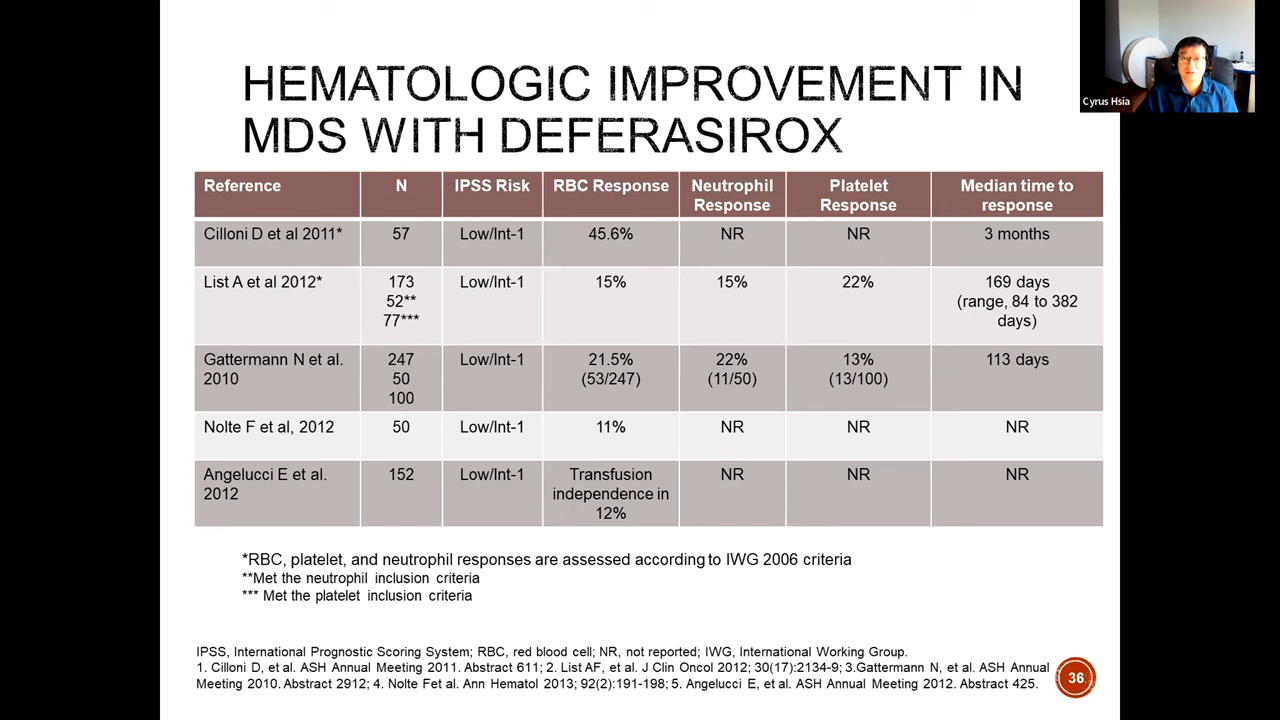 HEMATOLOGIC IMPROVEMENT IN
MDS WITH DEFERASIROX
Cyrus Hsia
Reference N IPSS Risk RBC Response Neutrophil Response Platelet Response Median time to response
Cilloni D et al 2011* 57 Low/Int-1 45.6% NR NR 3 months
List A et al 2012* 173 52** 77*** Low/Int-1 15% 15% 22% 169 days (range, 84 to 382 days)
Gattermann N et al. 2010 247 50 100 Low/Int-1 21.5% (53/247) 22% (11/50) 13% (13/100) 113 days
Nolte F et al, 2012 50 Low/Int-1 11% NR NR NR
Angelucci E et al. 2012 152 Low/Int-1 Transfusion independence in 12% NR NR NR
*RBC, platelet, and neutrophil responses are assessed according to IWG 2006 criteria
**Met the neutrophil inclusion criteria
*** Met the platelet inclusion criteria
IPSS, International Prognostic Scoring System; RBC, red blood cell; NR, not reported; IWG, International Working Group.
1. Cilloni D, et al. ASH Annual Meeting 2011. Abstract 611; 2. List AF, et al. J Clin Oncol 2012; 30(17):2134-9; 3.Gattermann N, et al. ASH Annual
Meeting 2010. Abstract 2912; 4. Nolte Fet al. Ann Hematol 2013; 92(2):191-198; 5. Angelucci E, et al. ASH Annual Meeting 2012. Abstract 425.
36